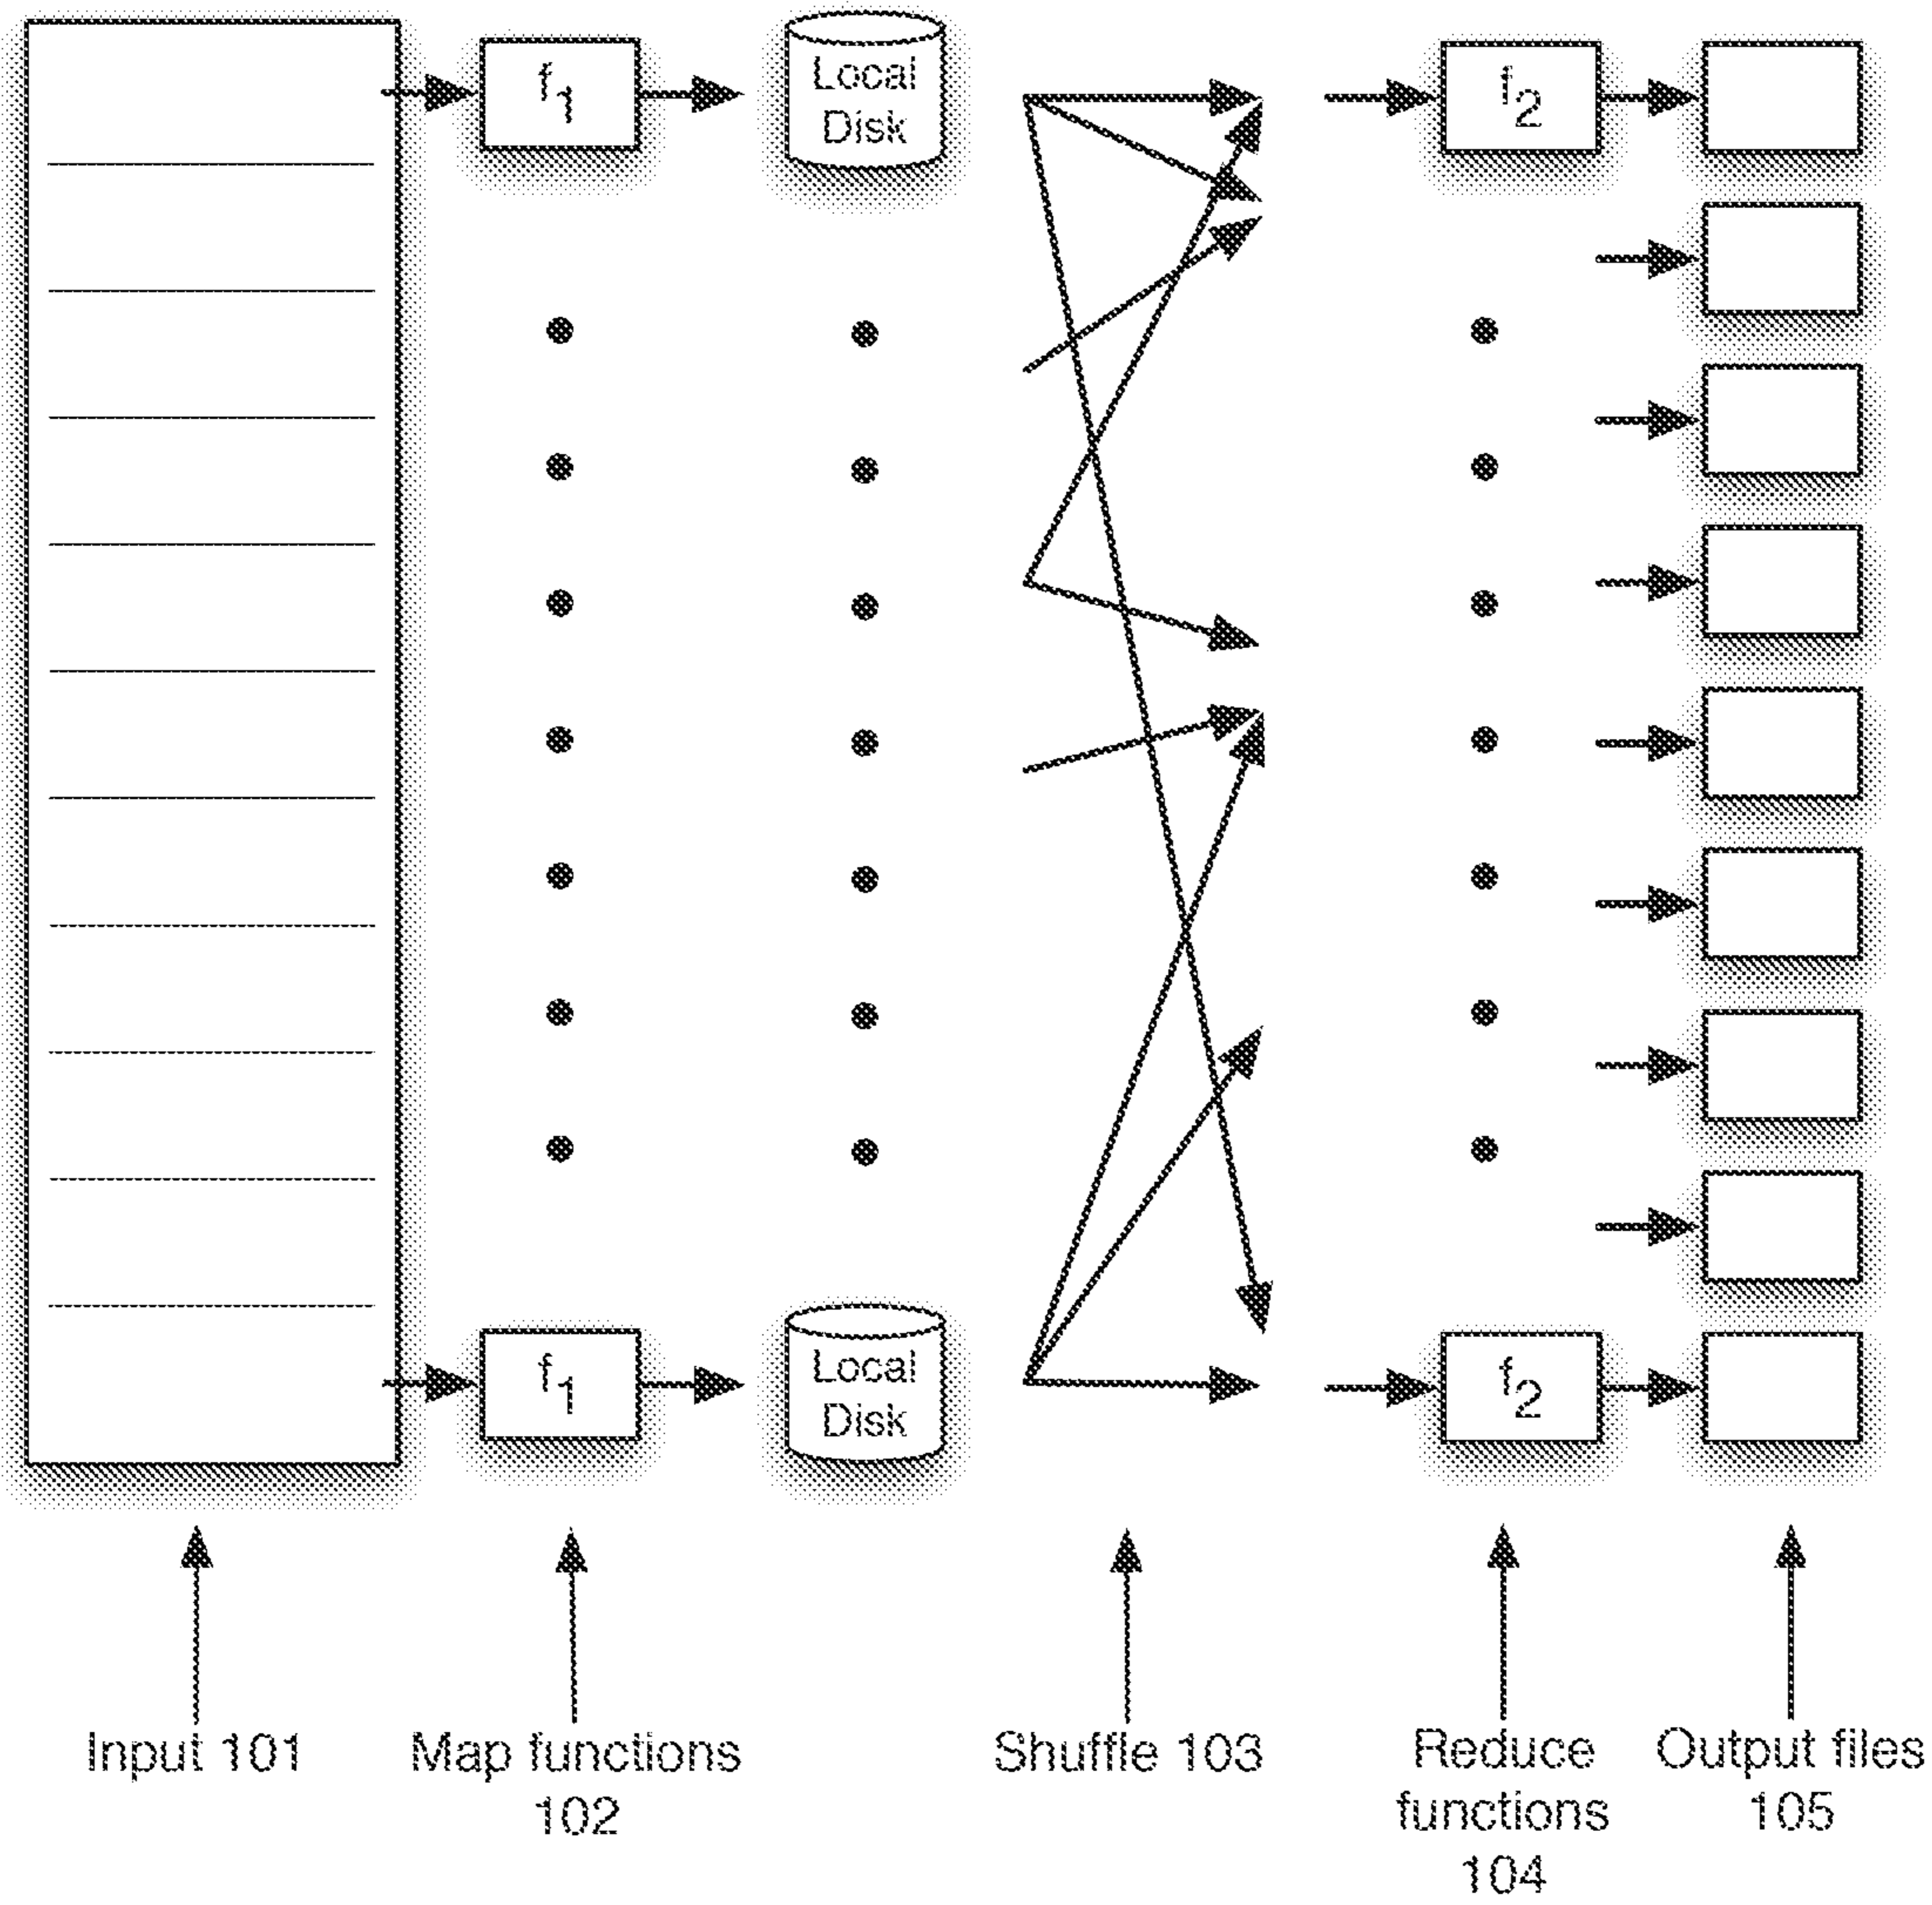 f1
Local
Disk
f2
f1
Local
Disk
f2
Input 101
Map functions
102
Shuffle 103
Reduce
functions
104
Output files
105